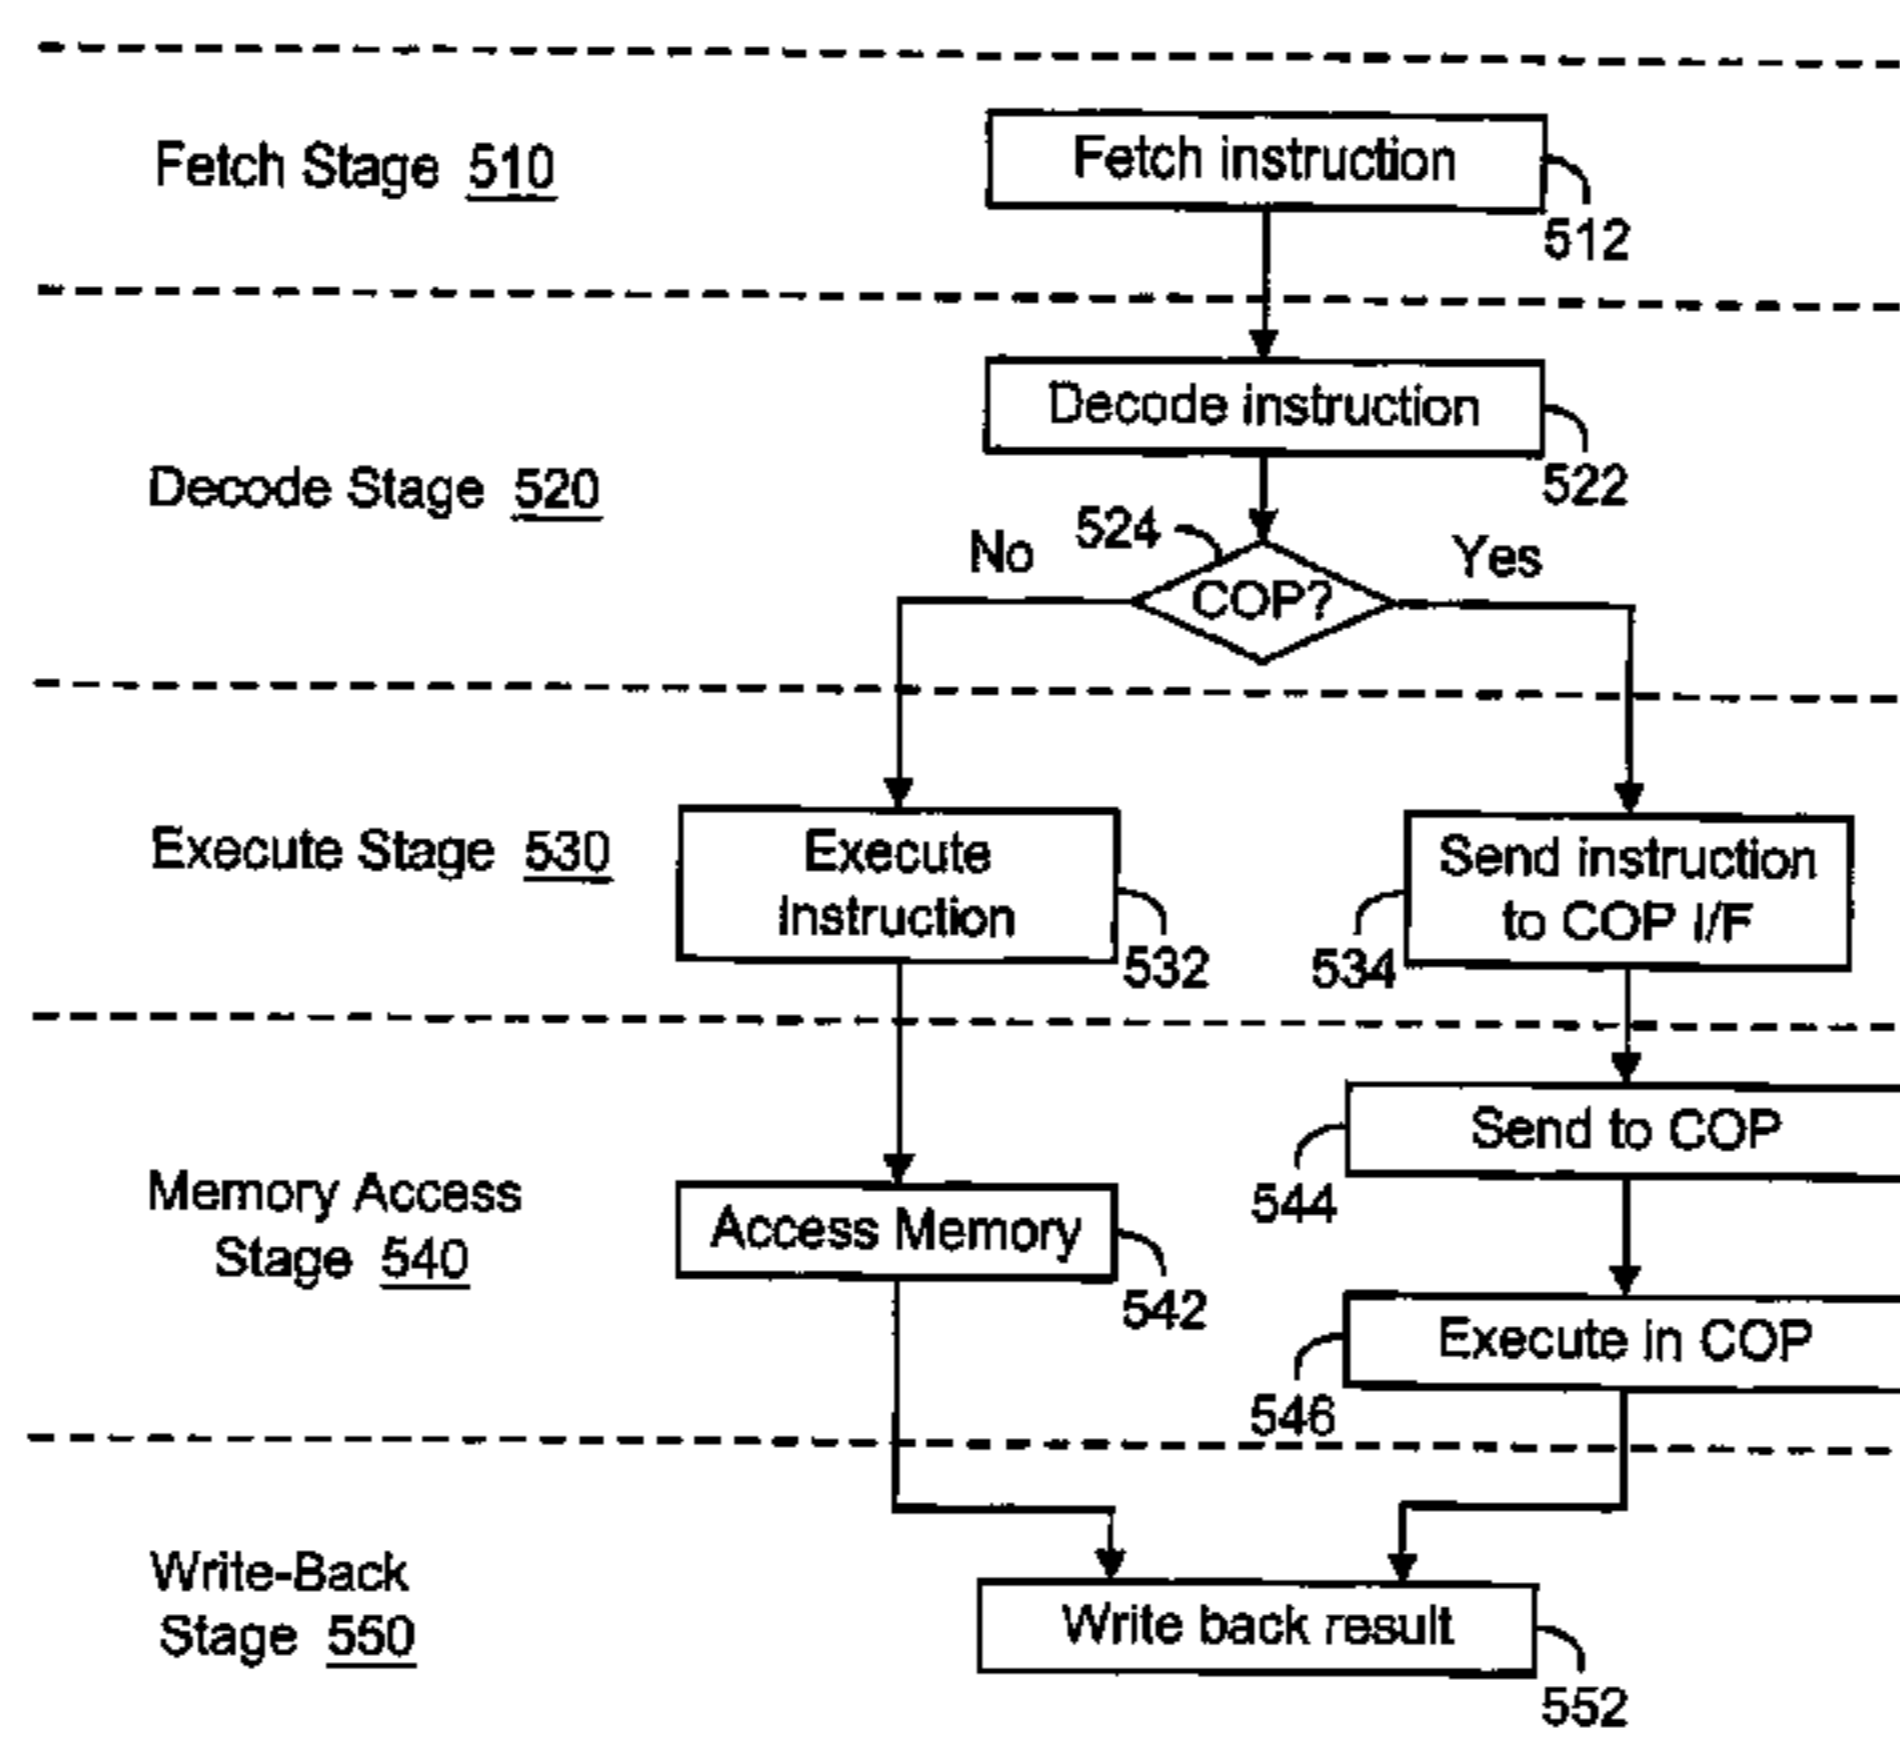 Fetch Stage 510
Fetch instruction
512
Decode Stage 520
Decode instruction
522
524
No
COP?
Yes
Execute Stage 530
Execute
Instruction
532
Send instruction
to COP I/F
534
Memory Access
Stage 540
Access Memory
542
Send to COP
544
Execute in COP
546
Write-Back
Stage 550
Write back result
552